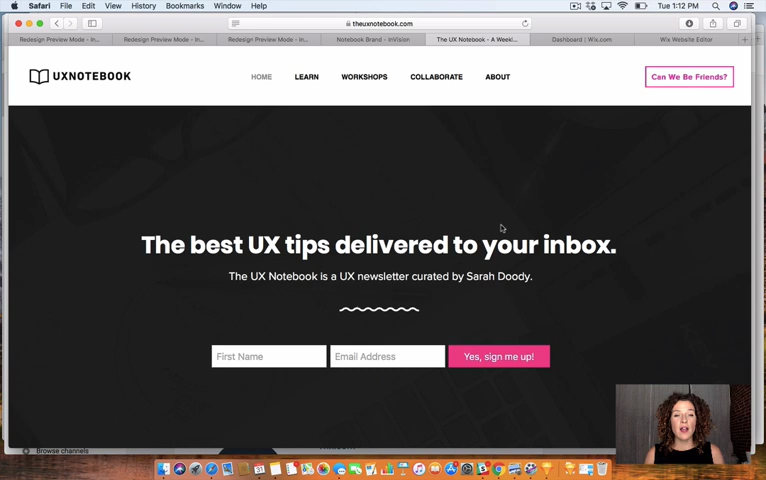 Safari File Edit View History Bookmarks Window Help
Tue 1:12 PM
theuxnotebook.com
Redesign Preview Mode - In...
Redesign Preview Mode - In...
Redesign Preview Mode - In...
Notebook Brand - InVision
The UX Notebook - A Weekl...
Dashboard | Wix.com
Wix Website Editor
UXNOTEBOOK
HOME LEARN WORKSHOPS COLLABORATE ABOUT
Can We Be Friends?
The best UX tips delivered to your inbox.
The UX Notebook is a UX newsletter curated by Sarah Doody.
First Name
Email Address
Yes, sign me up!
Browse channels